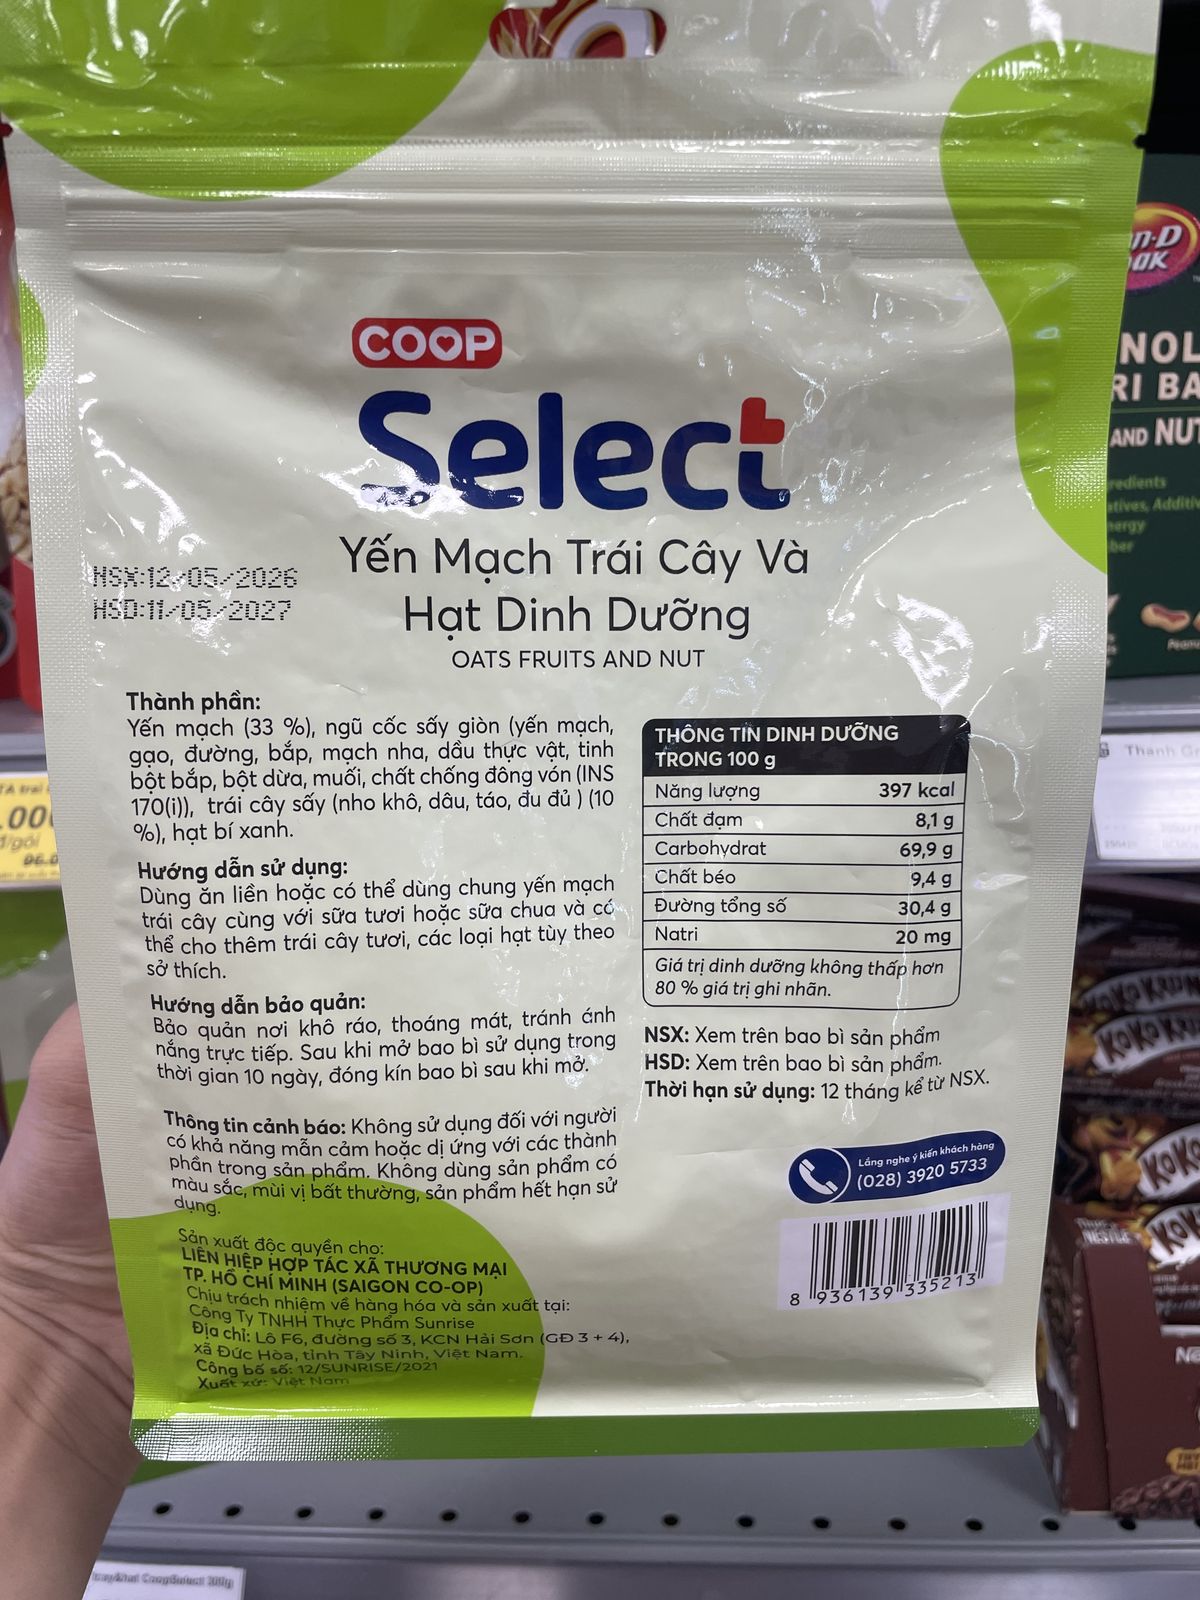 COOP
Select
Yến Mạch Trái Cây Và
Hạt Dinh Dưỡng
OATS FRUITS AND NUT
NSX:12/05/2026
HSD:11/05/2027
Thành phần:
Yến mạch (33 %), ngũ cốc sấy giòn (yến mạch,
gạo, đường, bắp, mạch nha, dầu thực vật, tinh
bột bắp, bột dừa, muối, chất chống đông vón (INS
170(i)), trái cây sấy (nho khô, dâu, táo, đu đủ ) (10
%), hạt bí xanh.
Hướng dẫn sử dụng:
Dùng ăn liền hoặc có thể dùng chung yến mạch
trái cây cùng với sữa tươi hoặc sữa chua và có
thể cho thêm trái cây tươi, các loại hạt tùy theo
sở thích.
Hướng dẫn bảo quản:
Bảo quản nơi khô ráo, thoáng mát, tránh ánh
nắng trực tiếp. Sau khi mở bao bì sử dụng trong
thời gian 10 ngày, đóng kín bao bì sau khi mở.
Thông tin cảnh báo: Không sử dụng đối với người
có khả năng mẫn cảm hoặc dị ứng với các thành
phần trong sản phẩm. Không dùng sản phẩm có
màu sắc, mùi vị bất thường, sản phẩm hết hạn sử
dụng.
Sản xuất độc quyền cho:
LIÊN HIỆP HỢP TÁC XÃ THƯƠNG MẠI
TP. HỒ CHÍ MINH (SAIGON CO-OP)
Chịu trách nhiệm về hàng hóa và sản xuất tại:
Công Ty TNHH Thực Phẩm Sunrise
Địa chỉ: Lô F6, đường số 3, KCN Hải Sơn (GĐ 3 + 4),
xã Đức Hòa, tỉnh Tây Ninh, Việt Nam.
Công bố số: 12/SUNRISE/2021
Xuất xứ: Việt Nam
THÔNG TIN DINH DƯỠNG
TRONG 100 g
Năng lượng 397 kcal
Chất đạm 8,1 g
Carbohydrat 69,9 g
Chất béo 9,4 g
Đường tổng số 30,4 g
Natri 20 mg
Giá trị dinh dưỡng không thấp hơn
80 % giá trị ghi nhãn.
NSX: Xem trên bao bì sản phẩm
HSD: Xem trên bao bì sản phẩm.
Thời hạn sử dụng: 12 tháng kể từ NSX.
Lắng nghe ý kiến khách hàng
(028) 3920 5733
8 936139 335213
AND NUT